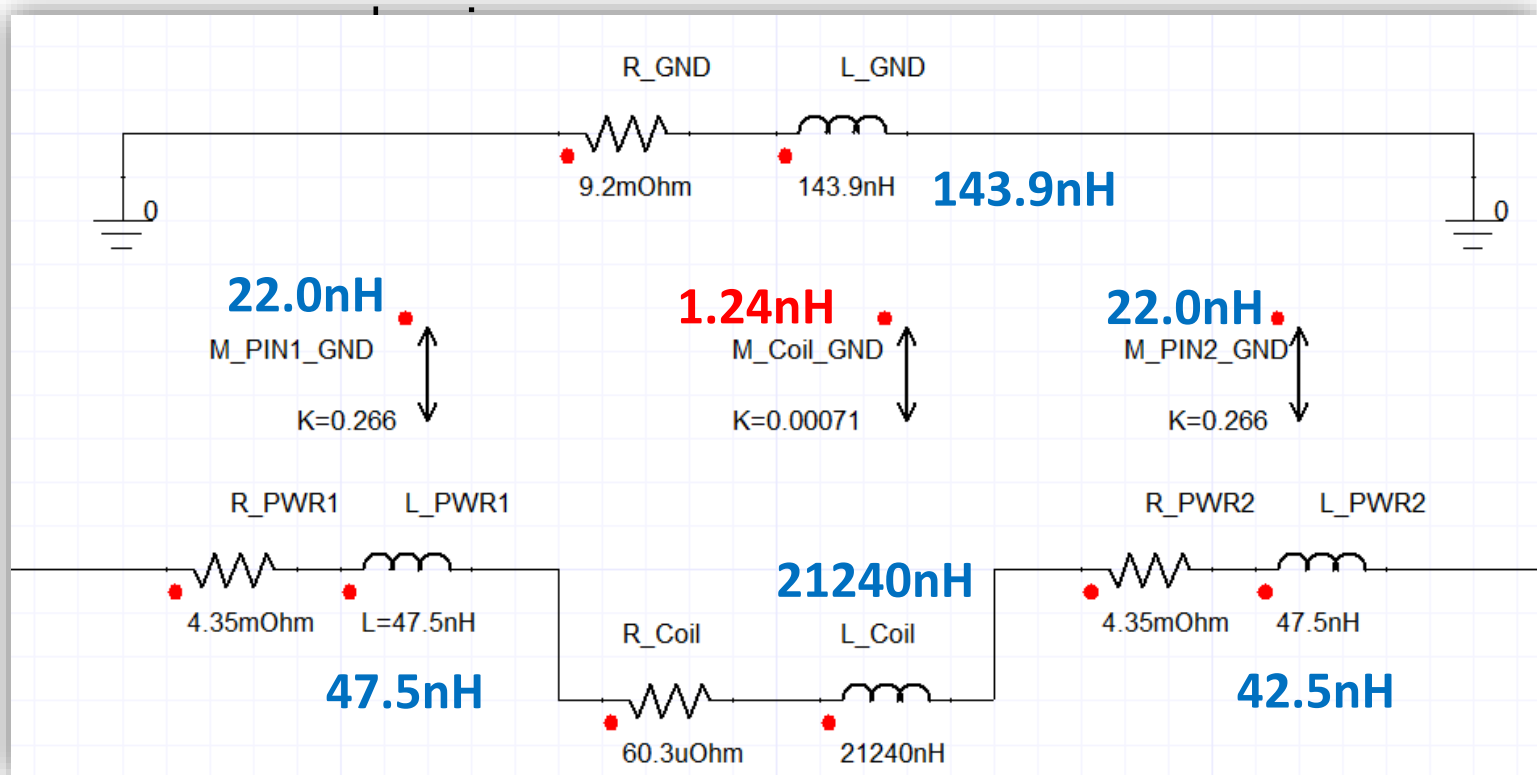 R_GND L_GND
9.2mOhm 143.9nH 143.9nH
0 0
22.0nH 1.24nH 22.0nH
M_PIN1_GND M_Coil_GND M_PIN2_GND
K=0.266 K=0.00071 K=0.266
R_PWR1 L_PWR1 R_PWR2 L_PWR2
21240nH
4.35mOhm L=47.5nH 4.35mOhm 47.5nH
R_Coil L_Coil
47.5nH 42.5nH
60.3uOhm 21240nH